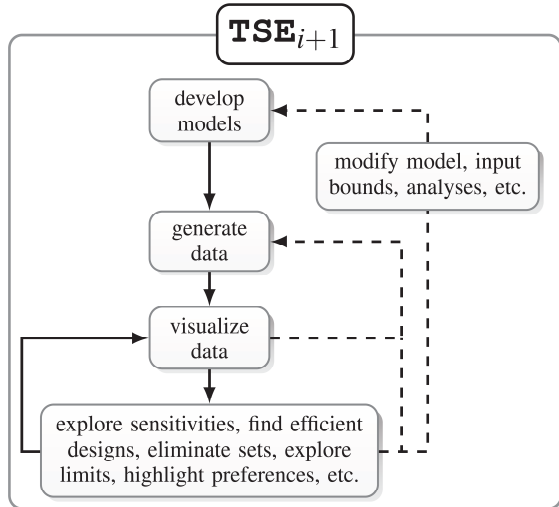 TSE_{i+1}
develop
models
modify model, input
bounds, analyses, etc.
generate
data
visualize
data
explore sensitivities, find efficient
designs, eliminate sets, explore
limits, highlight preferences, etc.